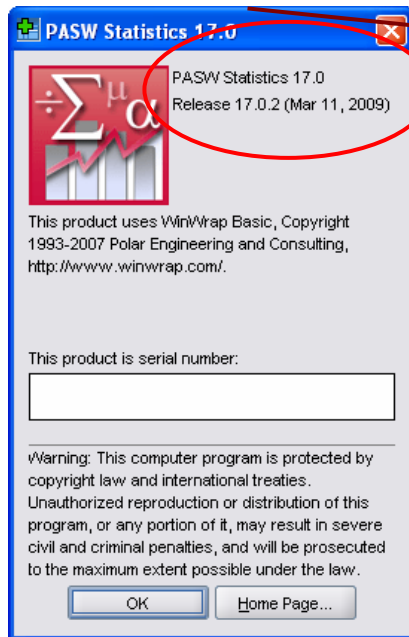 PASW Statistics 17.0
÷Σμα
PASW Statistics 17.0
Release 17.0.2 (Mar 11, 2009)
This product uses WinWrap Basic, Copyright
1993-2007 Polar Engineering and Consulting,
http://www.winwrap.com/.
This product is serial number:
Warning: This computer program is protected by
copyright law and international treaties.
Unauthorized reproduction or distribution of this
program, or any portion of it, may result in severe
civil and criminal penalties, and will be prosecuted
to the maximum extent possible under the law.
OK
Home Page...